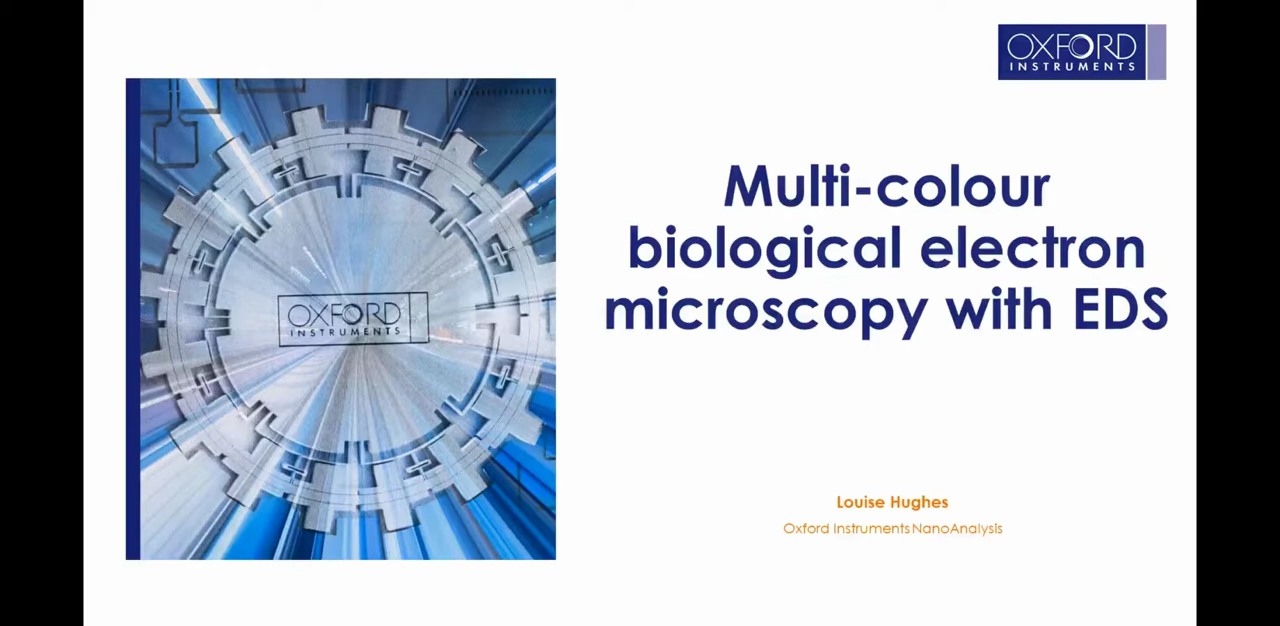 OXFORD
INSTRUMENTS
Multi-colour
biological electron
microscopy with EDS
OXFORD
INSTRUMENTS
Louise Hughes
Oxford Instruments NanoAnalysis